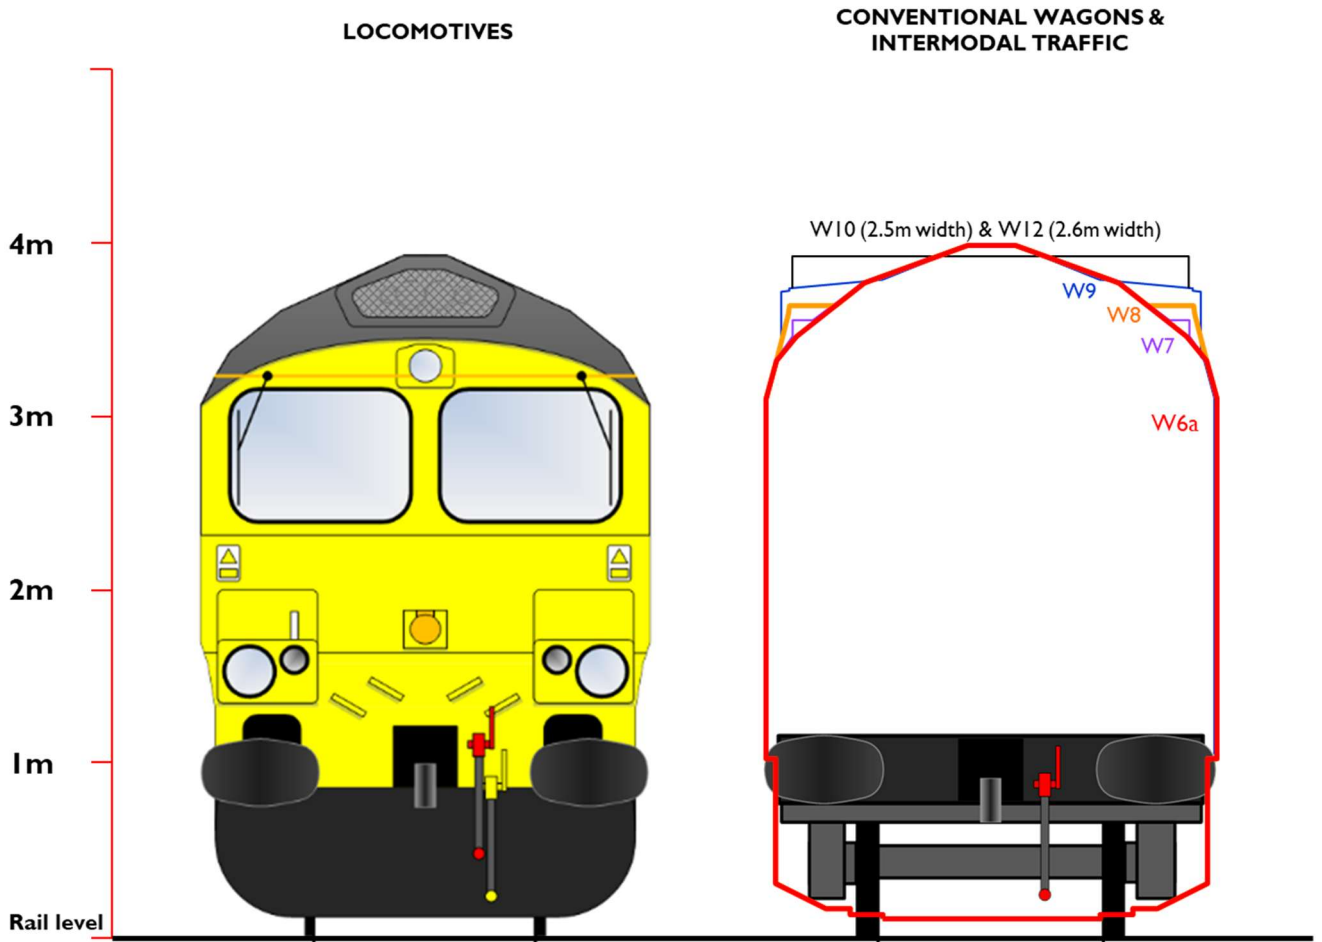 LOCOMOTIVES
CONVENTIONAL WAGONS &
INTERMODAL TRAFFIC
W10 (2.5m width) & W12 (2.6m width)
4m
W9
W8
W7
3m
W6a
2m
1m
Rail level